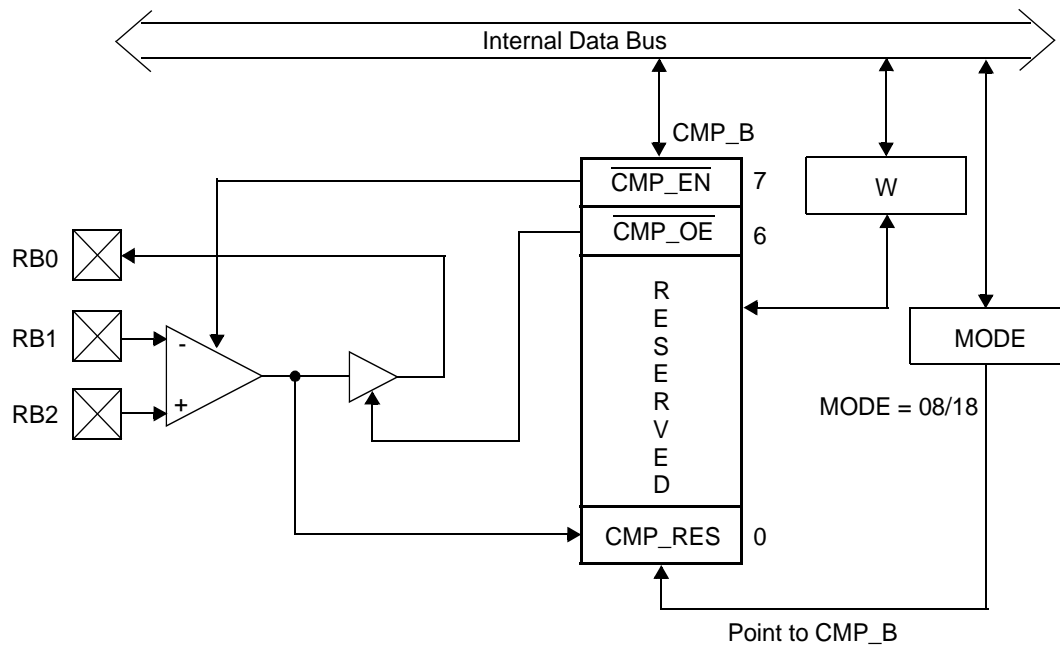 Internal Data Bus
CMP_B
CMP_EN 7
W
CMP_OE 6
RB0
R
E
S
E
R
V
E
D
RB1
-
MODE
RB2
+
MODE = 08/18
CMP_RES 0
Point to CMP_B